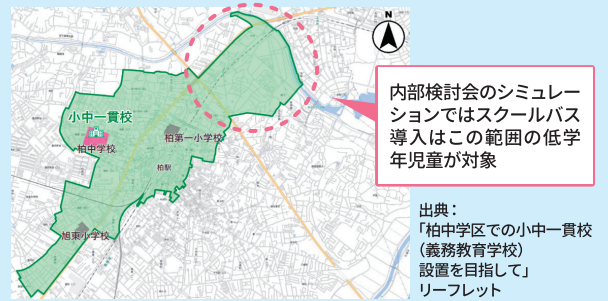 N
小中一貫校
柏中学校
柏第一小学校
柏駅
旭東小学校
内部検討会のシミュレー
ションではスクールバス
導入はこの範囲の低学
年児童が対象
出典：
「柏中学区での小中一貫校
（義務教育学校）
設置を目指して」
リーフレット